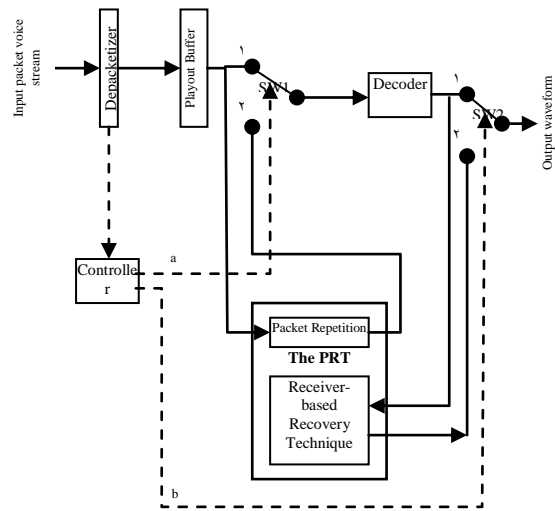 Input packet voice
stream
Depacketizer
Playout Buffer
١
SW1
٢
Decoder
١
SW2
٢
Output waveform
Controlle
r
a
Packet Repetition
The PRT
Receiver-
based
Recovery
Technique
b